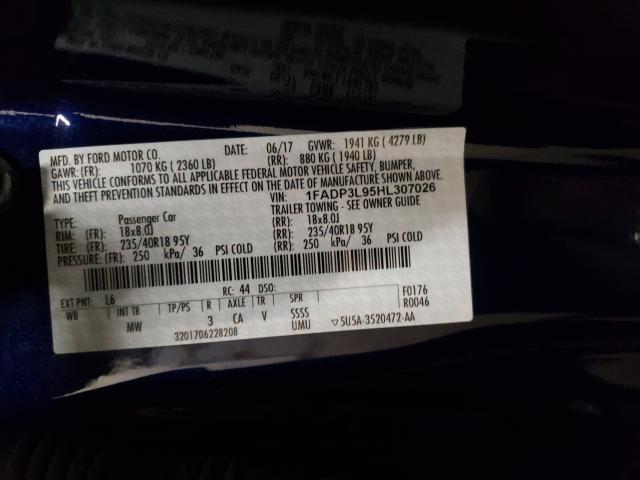 MFD. BY FORD MOTOR CO. DATE: 06/17 GVWR: 1941 KG ( 4279 LB)
GAWR: (FR): 1070 KG ( 2360 LB) (RR): 880 KG ( 1940 LB)
THIS VEHICLE CONFORMS TO ALL APPLICABLE FEDERAL MOTOR VEHICLE SAFETY, BUMPER,
AND THEFT PREVENTION STANDARDS IN EFFECT ON THE DATE OF MANUFACTURE SHOWN ABOVE.
VIN: 1FADP3L95HL307026
TYPE: Passenger Car TRAILER TOWING - SEE OWNER GUIDE
RIM: (FR): 18x8.0J (RR): 18x8.0J
TIRE: (FR): 235/40R18 95Y (RR): 235/40R18 95Y
PRESSURE: (FR): 250 kPa/ 36 PSI COLD (RR): 250 kPa/ 36 PSI COLD
EXT PNT: L6 RC: 44 DSO: F0176
WB INT TR TP/PS R AXLE TR SPR R0046
MW 3 CA V SSSS
3201706228208 UMU ▽5U5A-3520472-AA